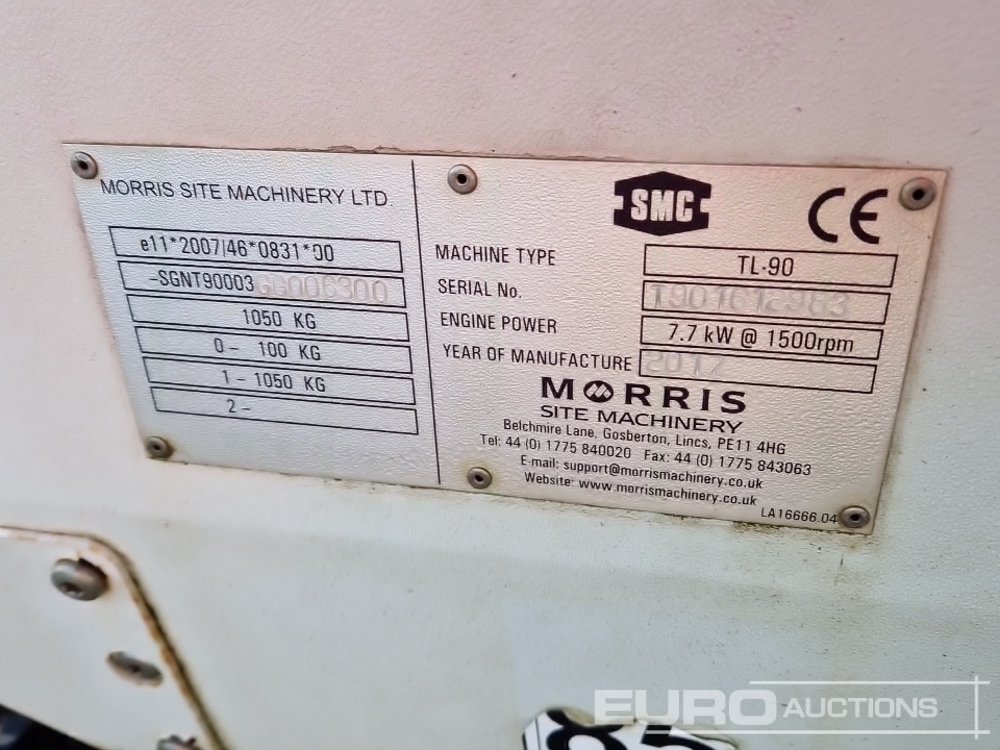 MORRIS SITE MACHINERY LTD.
e11*2007/46*0831*00
-SGNT90003GG006300
1050 KG
0- 100 KG
1- 1050 KG
2-
SMC
CE
MACHINE TYPE TL-90
SERIAL No. T901612983
ENGINE POWER 7.7 kW @ 1500rpm
YEAR OF MANUFACTURE 2017
MORRIS
SITE MACHINERY
Belchmire Lane, Gosberton, Lincs, PE11 4HG
Tel: 44 (0) 1775 840020 Fax: 44 (0) 1775 843063
E-mail: support@morrismachinery.co.uk
Website: www.morrismachinery.co.uk
LA16666.04
EURO AUCTIONS